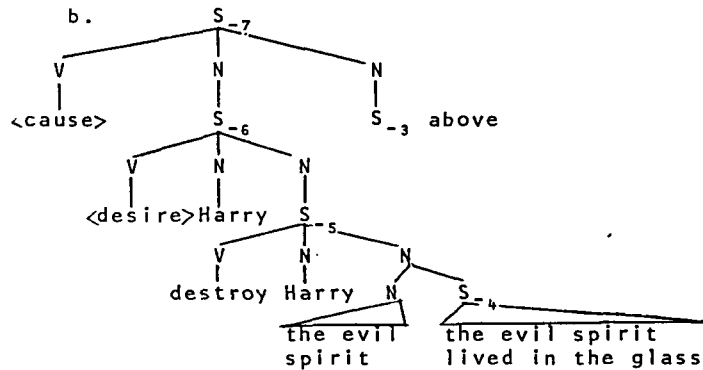 b.
S-7
V N N
<cause> S-3 above
S-6
V N N
<desire> Harry S-5
V N N
destroy Harry N S-4
the evil the evil spirit
spirit lived in the glass